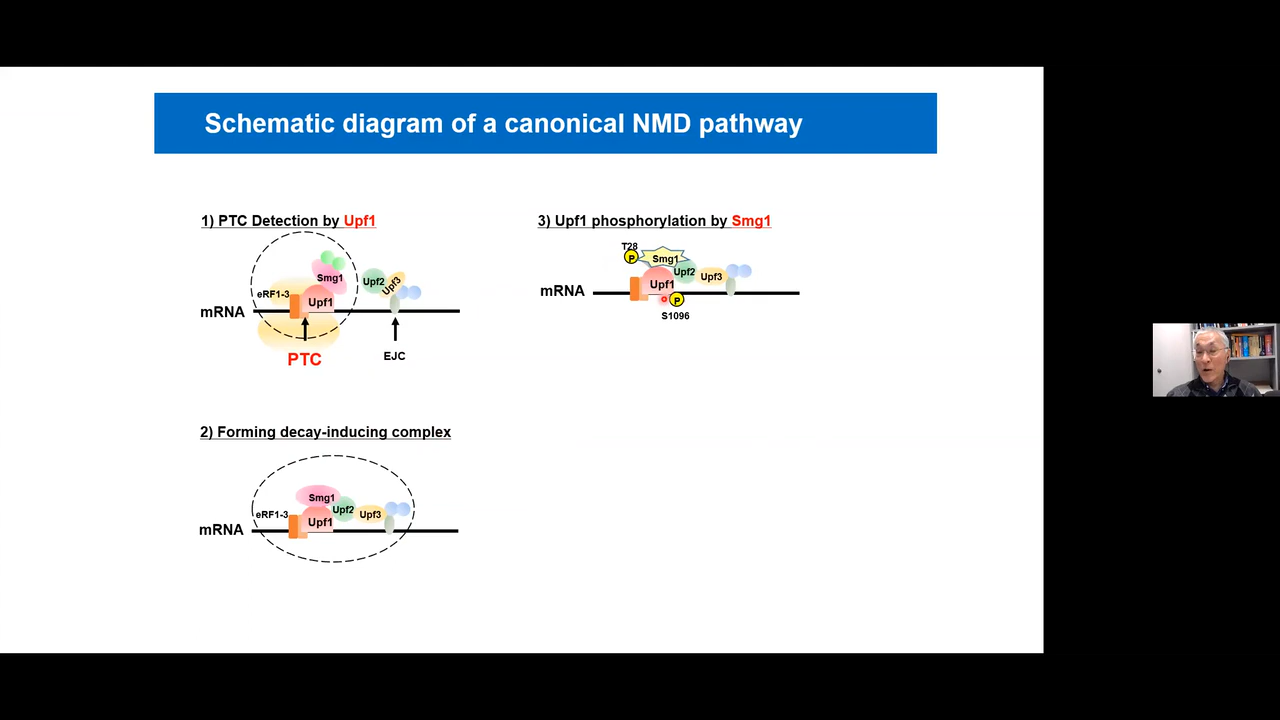 Schematic diagram of a canonical NMD pathway
1) PTC Detection by Upf1
Smg1
eRF1-3
Upf1
Upf2
Upf3
mRNA
PTC
EJC
2) Forming decay-inducing complex
Smg1
eRF1-3
Upf1
Upf2
Upf3
mRNA
3) Upf1 phosphorylation by Smg1
T28
P
Smg1
Upf2
Upf1
Upf3
mRNA
P
S1096